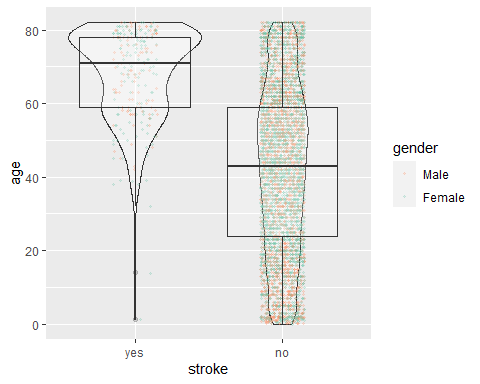 80
60
40
20
0
age
yes no
stroke
gender
Male
Female